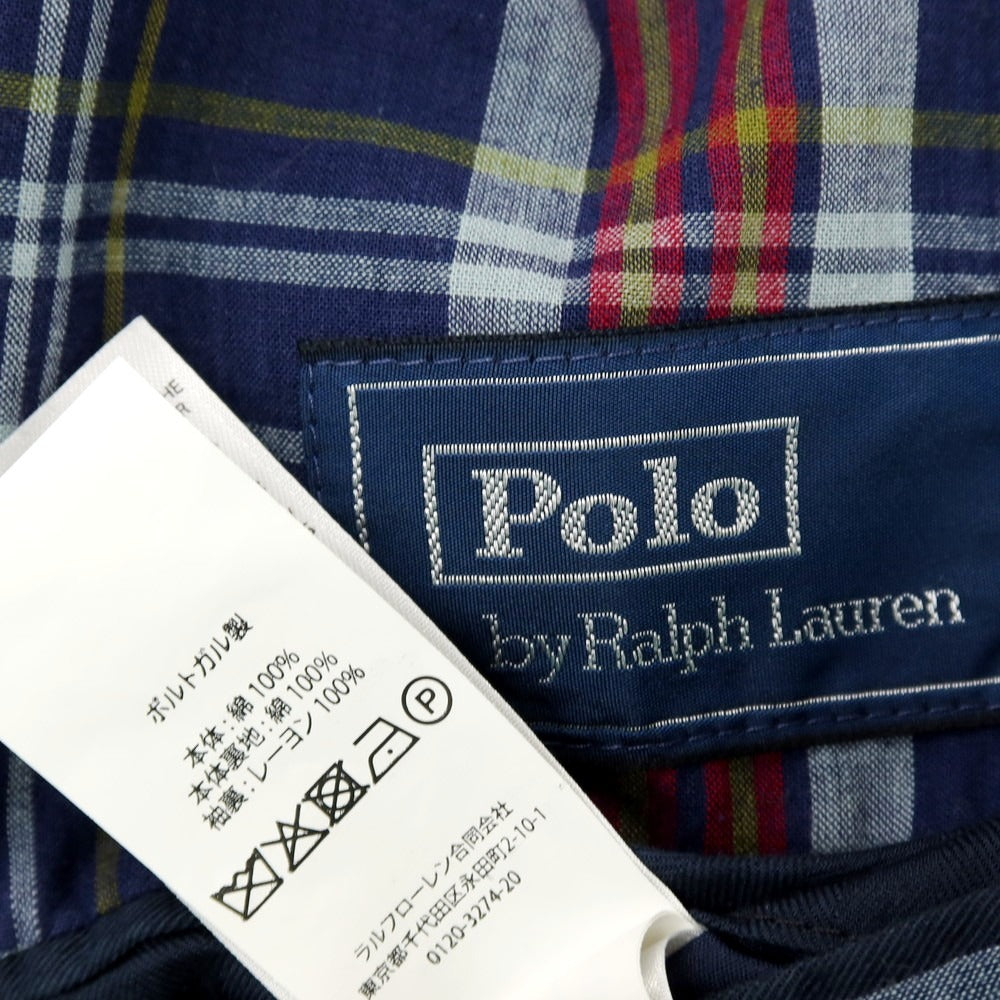 Polo
by Ralph Lauren
HE
R
ポルトガル製
本体:綿 100%
本体裏地:綿 100%
袖裏:レーヨン 100%
P
ラルフローレン合同会社
東京都千代田区永田町2-10-1
0120-3274-20